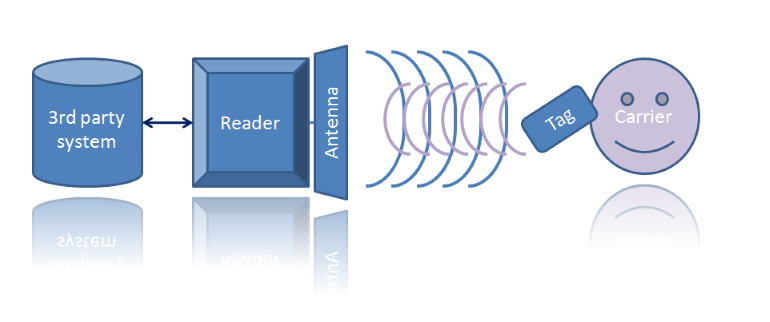 3rd party
system
Reader
Antenna
Tag
Carrier